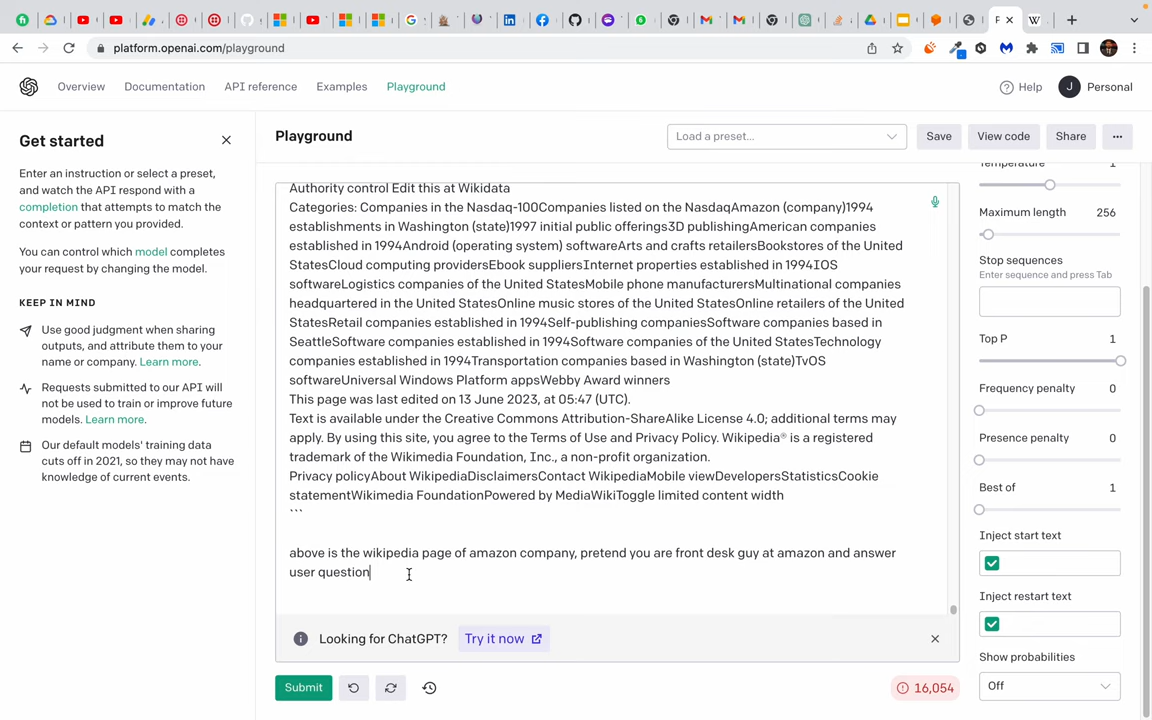 platform.openai.com/playground
Overview
Documentation
API reference
Examples
Playground
Help
J
Personal
Get started
Enter an instruction or select a preset,
and watch the API respond with a
completion that attempts to match the
context or pattern you provided.
You can control which model completes
your request by changing the model.
KEEP IN MIND
Use good judgment when sharing
outputs, and attribute them to your
name or company. Learn more.
Requests submitted to our API will
not be used to train or improve future
models. Learn more.
Our default models' training data
cuts off in 2021, so they may not have
knowledge of current events.
Playground
Load a preset...
Save
View code
Share
Authority control Edit this at Wikidata
Categories: Companies in the Nasdaq-100Companies listed on the NasdaqAmazon (company)1994
establishments in Washington (state)1997 initial public offerings3D publishingAmerican companies
established in 1994Android (operating system) softwareArts and crafts retailersBookstores of the United
StatesCloud computing providersEbook suppliersInternet properties established in 1994IOS
softwareLogistics companies of the United StatesMobile phone manufacturersMultinational companies
headquartered in the United StatesOnline music stores of the United StatesOnline retailers of the United
StatesRetail companies established in 1994Self-publishing companiesSoftware companies based in
SeattleSoftware companies established in 1994Software companies of the United StatesTechnology
companies established in 1994Transportation companies based in Washington (state)TvOS
softwareUniversal Windows Platform appsWebby Award winners
This page was last edited on 13 June 2023, at 05:47 (UTC).
Text is available under the Creative Commons Attribution-ShareAlike License 4.0; additional terms may
apply. By using this site, you agree to the Terms of Use and Privacy Policy. Wikipedia® is a registered
trademark of the Wikimedia Foundation, Inc., a non-profit organization.
Privacy policyAbout WikipediaDisclaimersContact WikipediaMobile viewDevelopersStatisticsCookie
statementWikimedia FoundationPowered by MediaWikiToggle limited content width
```
above is the wikipedia page of amazon company, pretend you are front desk guy at amazon and answer
user question
Looking for ChatGPT? Try it now
Submit
16,054
Temperature 1
Maximum length 256
Stop sequences
Enter sequence and press Tab
Top P 1
Frequency penalty 0
Presence penalty 0
Best of 1
Inject start text
Inject restart text
Show probabilities
Off